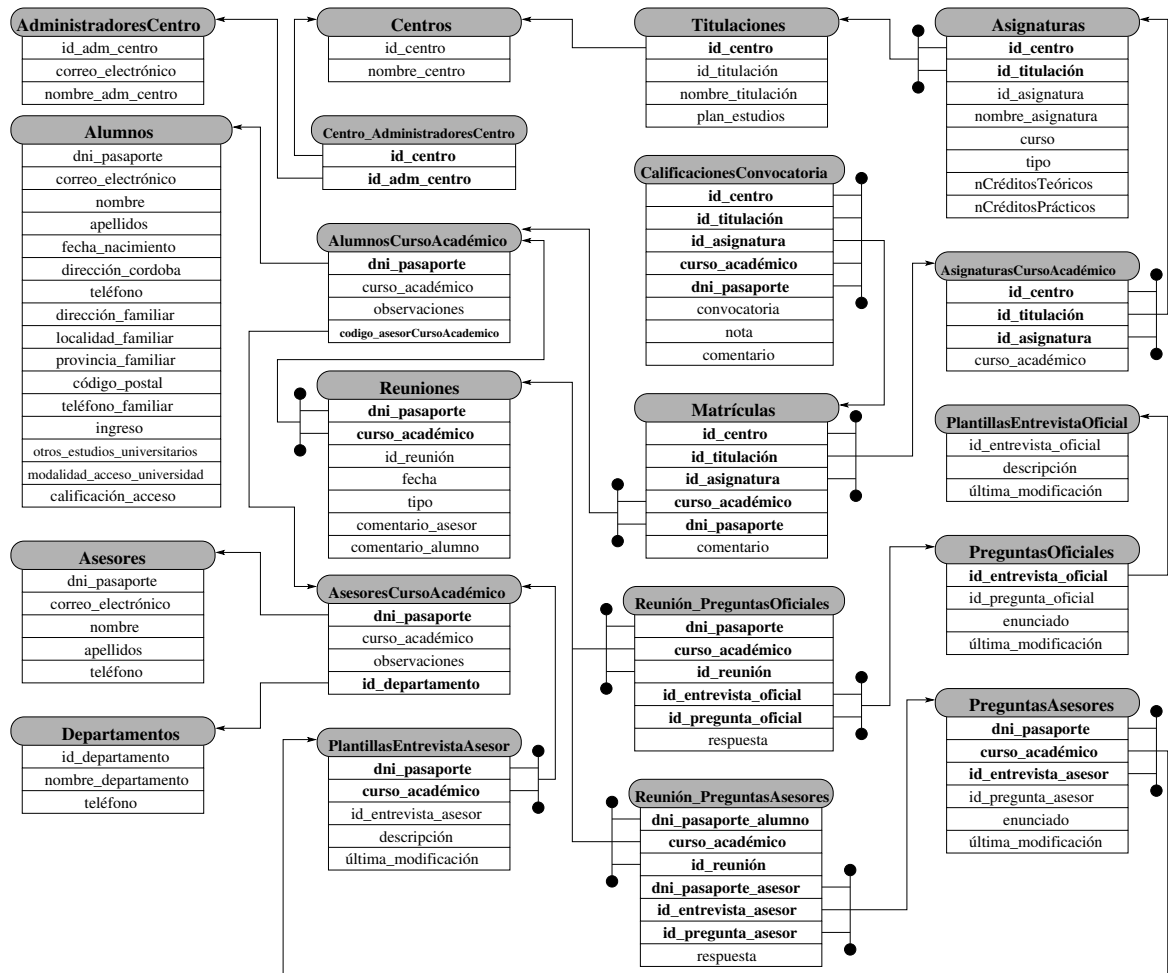 AdministradoresCentro
id_adm_centro
correo_electrónico
nombre_adm_centro
Centros
id_centro
nombre_centro
Titulaciones
id_centro
id_titulación
nombre_titulación
plan_estudios
Asignaturas
id_centro
id_titulación
id_asignatura
nombre_asignatura
curso
tipo
nCréditosTeóricos
nCréditosPrácticos
Alumnos
dni_pasaporte
correo_electrónico
nombre
apellidos
fecha_nacimiento
dirección_cordoba
teléfono
dirección_familiar
localidad_familiar
provincia_familiar
código_postal
teléfono_familiar
ingreso
otros_estudios_universitarios
modalidad_acceso_universidad
calificación_acceso
Centro_AdministradoresCentro
id_centro
id_adm_centro
CalificacionesConvocatoria
id_centro
id_titulación
id_asignatura
curso_académico
dni_pasaporte
convocatoria
nota
comentario
AlumnosCursoAcadémico
dni_pasaporte
curso_académico
observaciones
codigo_asesorCursoAcademico
AsignaturasCursoAcadémico
id_centro
id_titulación
id_asignatura
curso_académico
Reuniones
dni_pasaporte
curso_académico
id_reunión
fecha
tipo
comentario_asesor
comentario_alumno
Matrículas
id_centro
id_titulación
id_asignatura
curso_académico
dni_pasaporte
comentario
PlantillasEntrevistaOficial
id_entrevista_oficial
descripción
última_modificación
Asesores
dni_pasaporte
correo_electrónico
nombre
apellidos
teléfono
AsesoresCursoAcadémico
dni_pasaporte
curso_académico
observaciones
id_departamento
Reunión_PreguntasOficiales
dni_pasaporte
curso_académico
id_reunión
id_entrevista_oficial
id_pregunta_oficial
respuesta
PreguntasOficiales
id_entrevista_oficial
id_pregunta_oficial
enunciado
última_modificación
Departamentos
id_departamento
nombre_departamento
teléfono
PlantillasEntrevistaAsesor
dni_pasaporte
curso_académico
id_entrevista_asesor
descripción
última_modificación
Reunión_PreguntasAsesores
dni_pasaporte_alumno
curso_académico
id_reunión
dni_pasaporte_asesor
id_entrevista_asesor
id_pregunta_asesor
respuesta
PreguntasAsesores
dni_pasaporte
curso_académico
id_entrevista_asesor
id_pregunta_asesor
enunciado
última_modificación